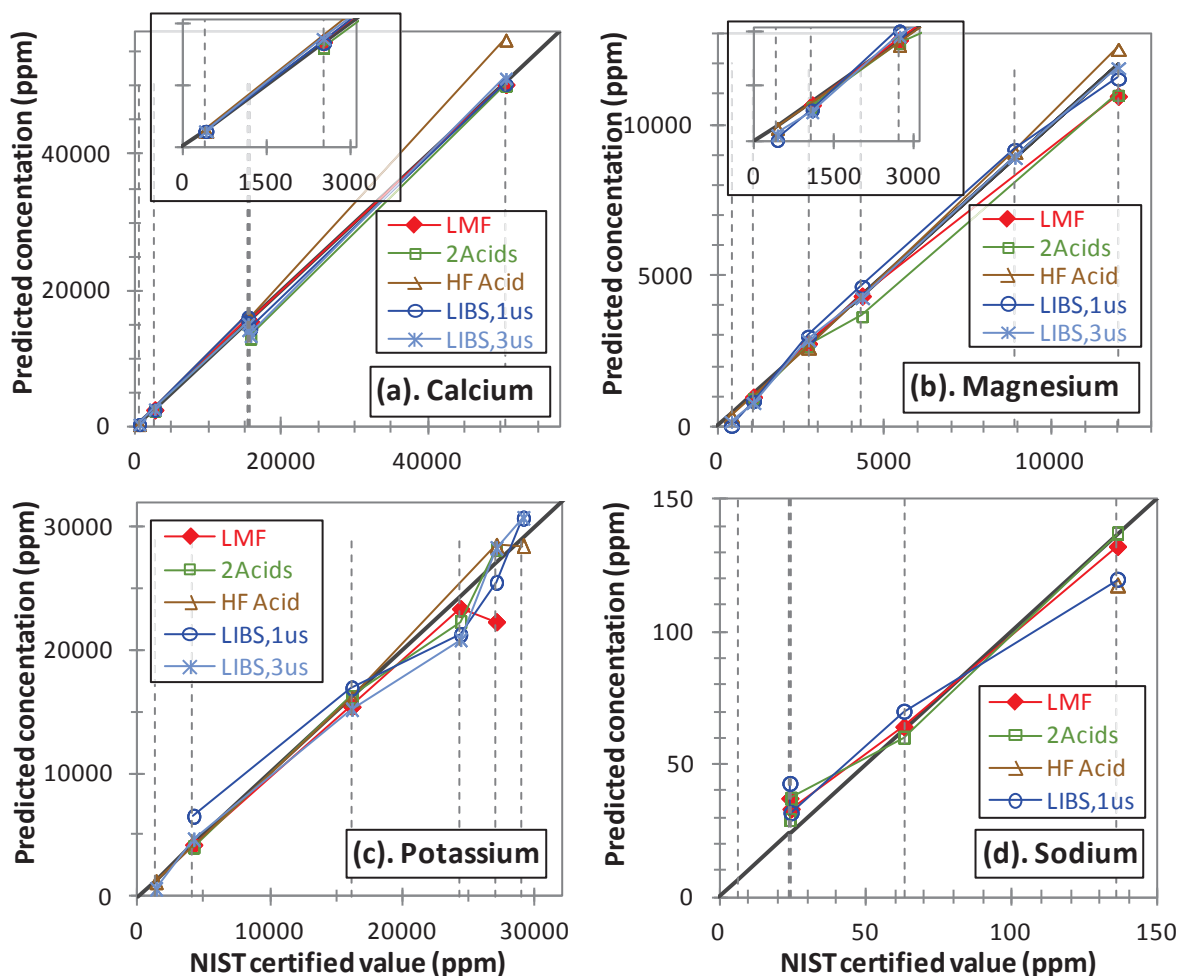 Predicted concentration (ppm)
40000
20000
0
0 20000 40000
0 1500 3000
LMF
2Acids
HF Acid
LIBS,1us
LIBS,3us
(a). Calcium
Predicted concentration (ppm)
10000
5000
0
0 5000 10000
0 1500 3000
LMF
2Acids
HF Acid
LIBS,1us
LIBS,3us
(b). Magnesium
Predicted concentration (ppm)
30000
20000
10000
0
0 10000 20000 30000
LMF
2Acids
HF Acid
LIBS,1us
LIBS,3us
(c). Potassium
NIST certified value (ppm)
Predicted concentration (ppm)
150
100
50
0
0 50 100 150
LMF
2Acids
HF Acid
LIBS,1us
(d). Sodium
NIST certified value (ppm)